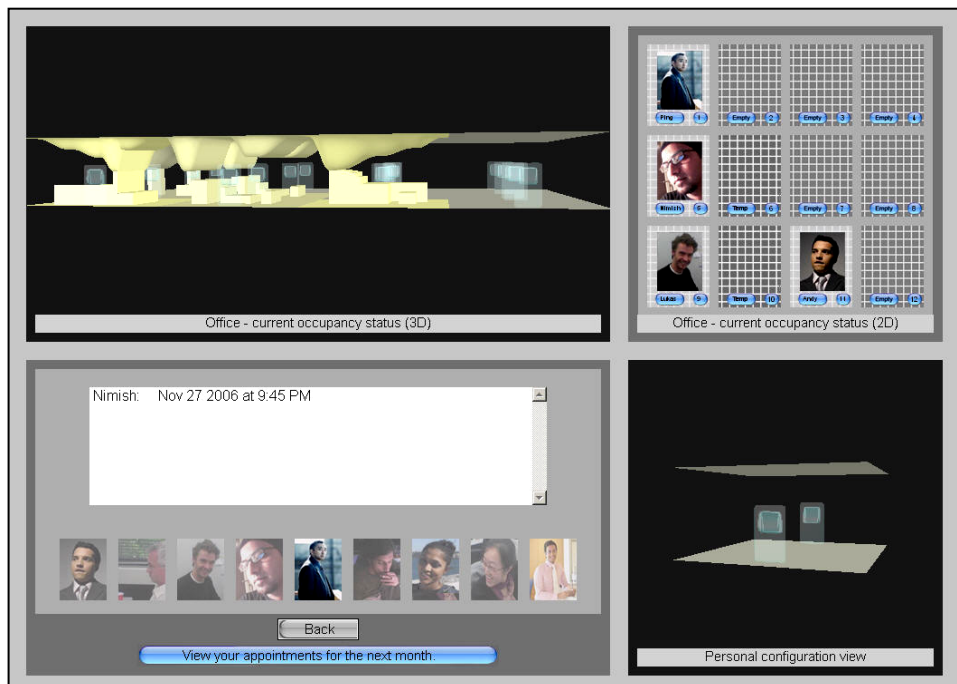 Ping 1 Empty 2 Empty 3 Empty 4
Nimish 5 Temp 6 Empty 7 Empty 8
Lukas 9 Temp 10 Andy 11 Empty 12
Office - current occupancy status (3D)
Office - current occupancy status (2D)
Nimish: Nov 27 2006 at 9:45 PM
Back
View your appointments for the next month.
Personal configuration view